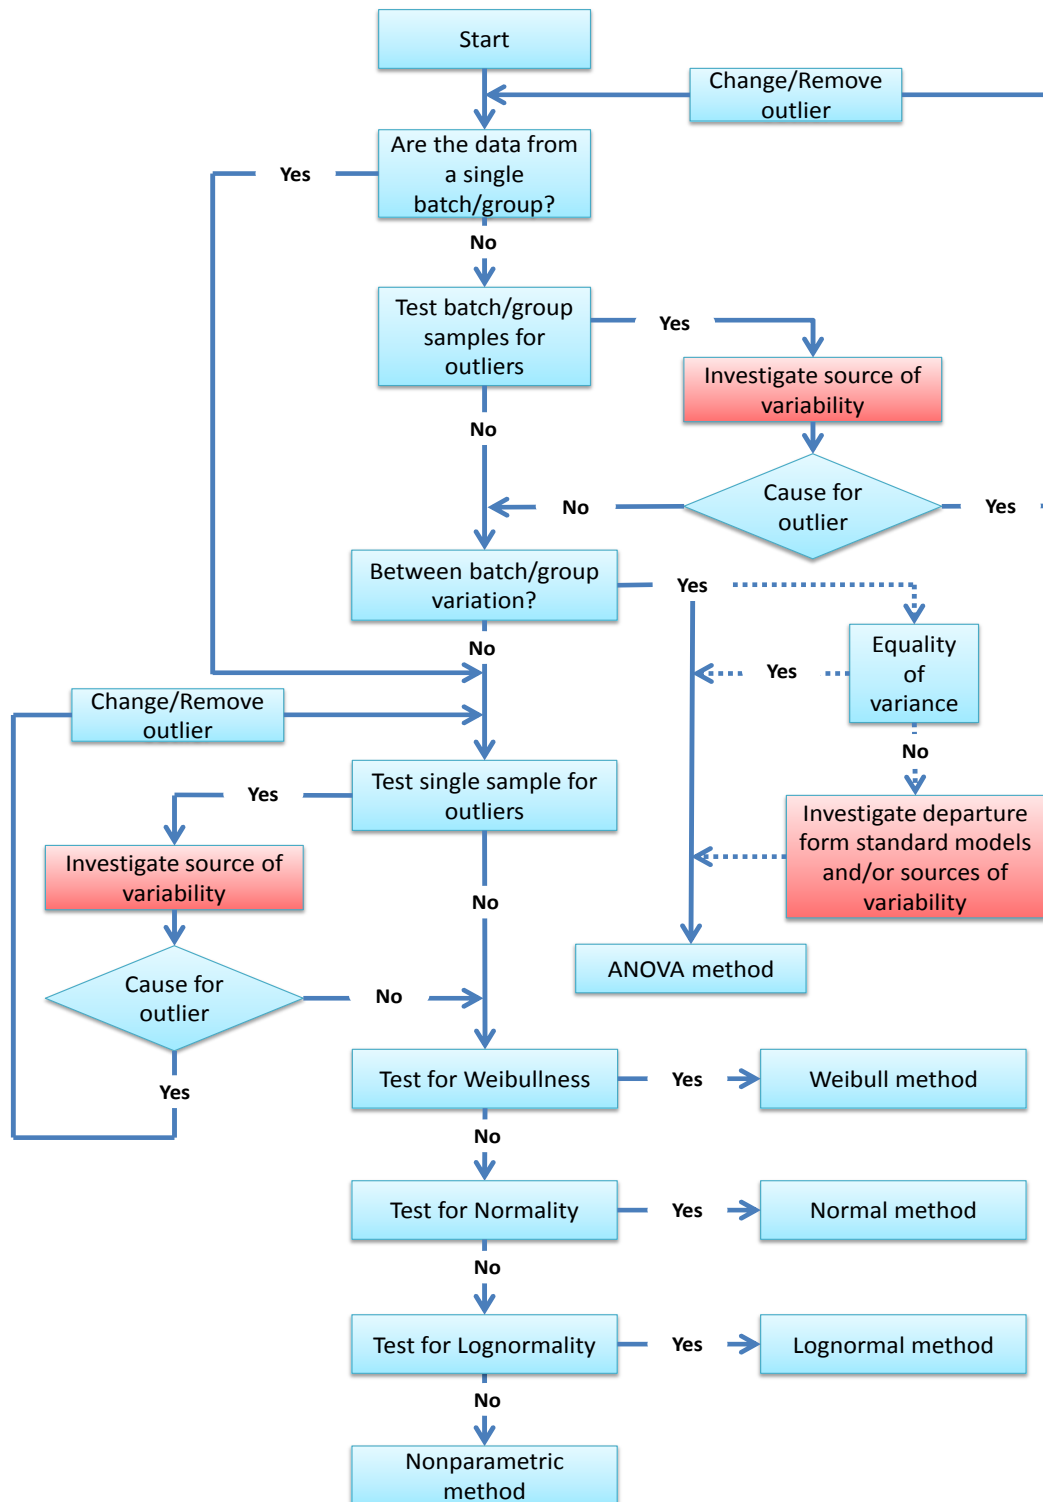 Start
Change/Remove
outlier
Are the data from
a single
batch/group?
Yes
No
Test batch/group
samples for
outliers
Yes
Investigate source of
variability
No
Cause for
outlier
No
Yes
Between batch/group
variation?
Yes
No
Equality
of
variance
Yes
Change/Remove
outlier
No
Test single sample for
outliers
Yes
Investigate departure
form standard models
and/or sources of
variability
Investigate source of
variability
No
ANOVA method
Cause for
outlier
No
Yes
Test for Weibullness
Yes
Weibull method
No
Test for Normality
Yes
Normal method
No
Test for Lognormality
Yes
Lognormal method
No
Nonparametric
method